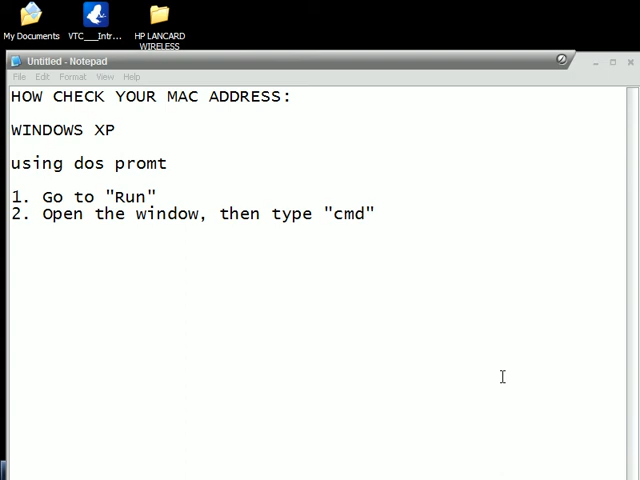 My Documents
VTC___Intr...
HP LANCARD
WIRELESS
Untitled - Notepad
File Edit Format View Help
HOW CHECK YOUR MAC ADDRESS:
WINDOWS XP
using dos promt
1. Go to "Run"
2. Open the window, then type "cmd"